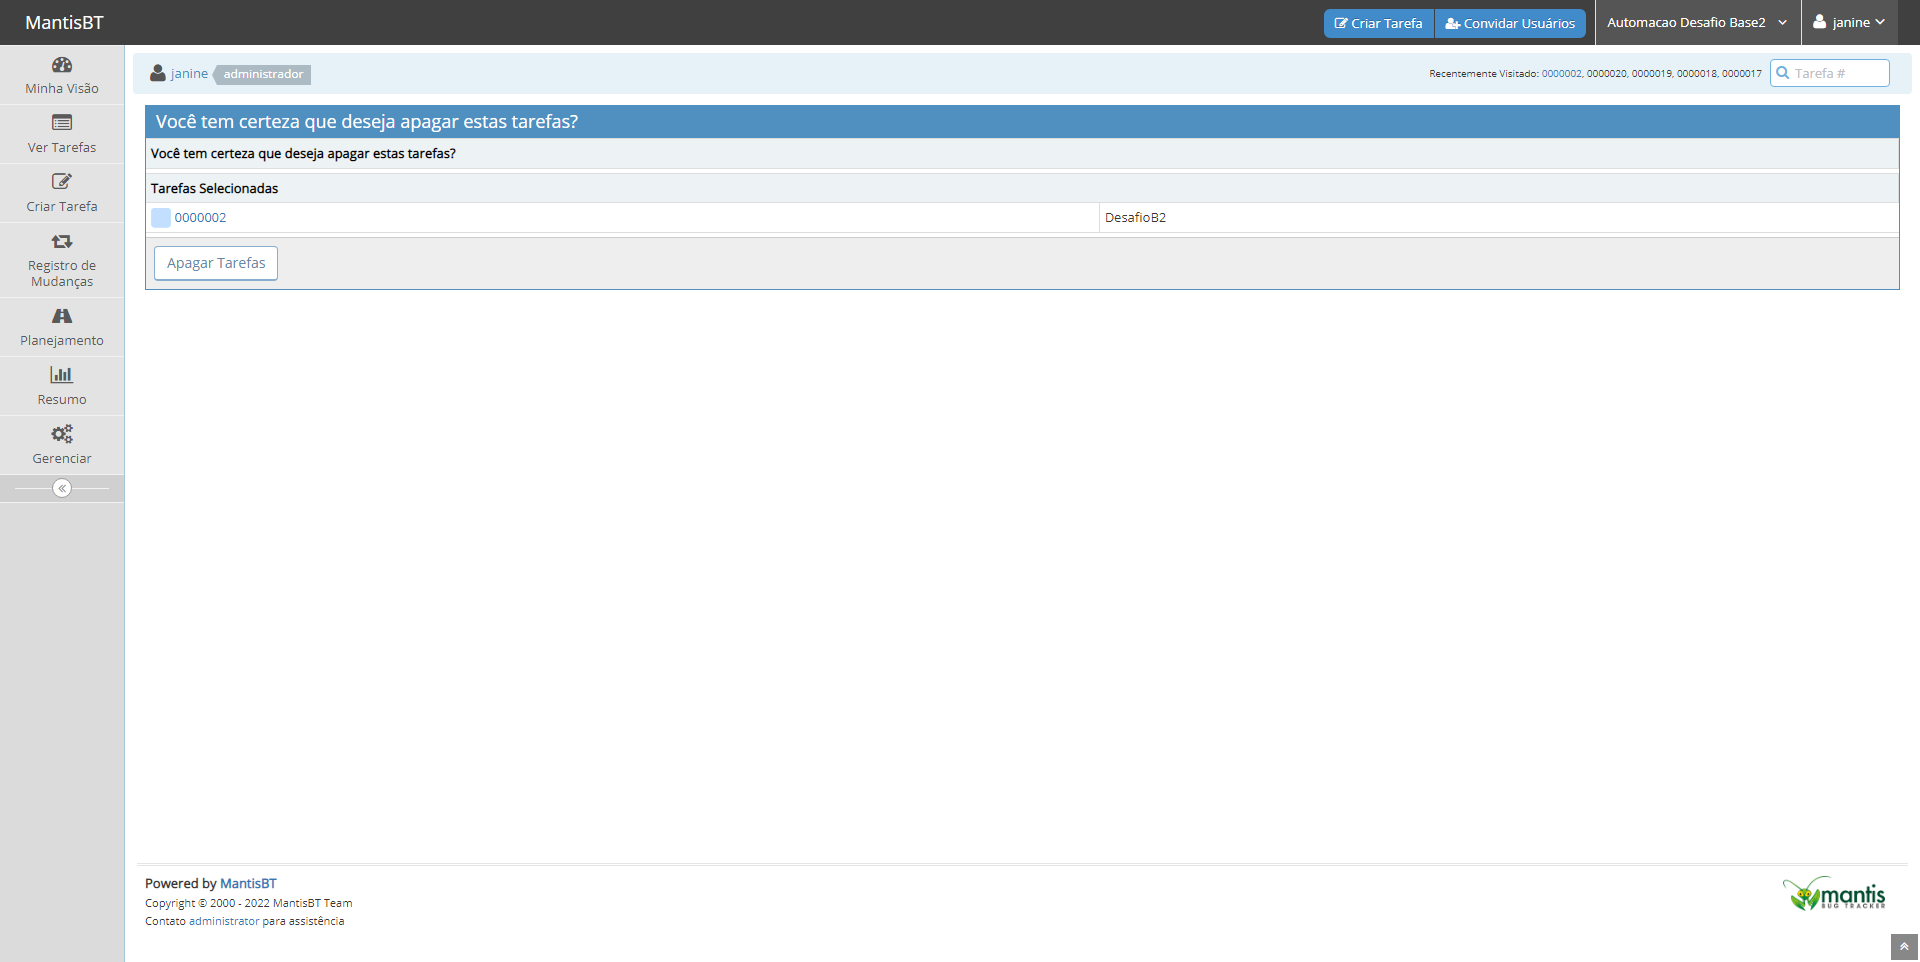 MantisBT
Criar Tarefa
Convidar Usuários
Automacao Desafio Base2
janine
Minha Visão
Ver Tarefas
Criar Tarefa
Registro de
Mudanças
Planejamento
Resumo
Gerenciar
janine administrador
Recentemente Visitado: 0000002, 0000020, 0000019, 0000018, 0000017
Tarefa #
Você tem certeza que deseja apagar estas tarefas?
Você tem certeza que deseja apagar estas tarefas?
Tarefas Selecionadas
0000002 DesafioB2
Apagar Tarefas
Powered by MantisBT
Copyright © 2000 - 2022 MantisBT Team
Contato administrator para assistência
mantis
BUG TRACKER